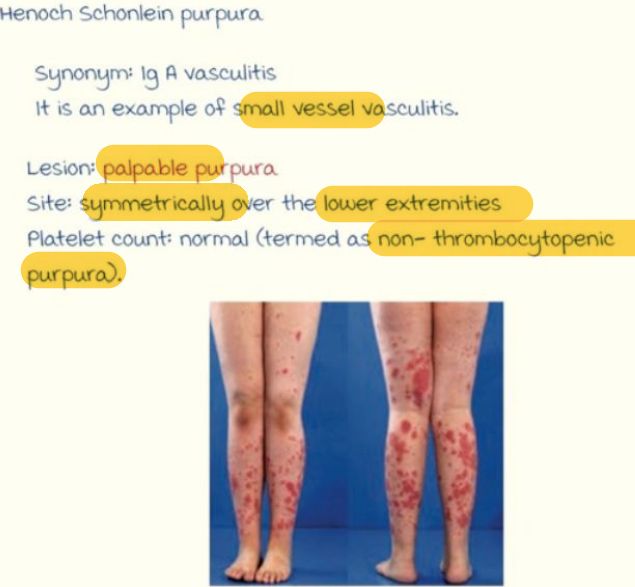 Henoch Schonlein purpura
Synonym: Ig A vasculitis
It is an example of small vessel vasculitis.
Lesion: palpable purpura
Site: symmetrically over the lower extremities
Platelet count: normal (termed as non- thrombocytopenic
purpura).